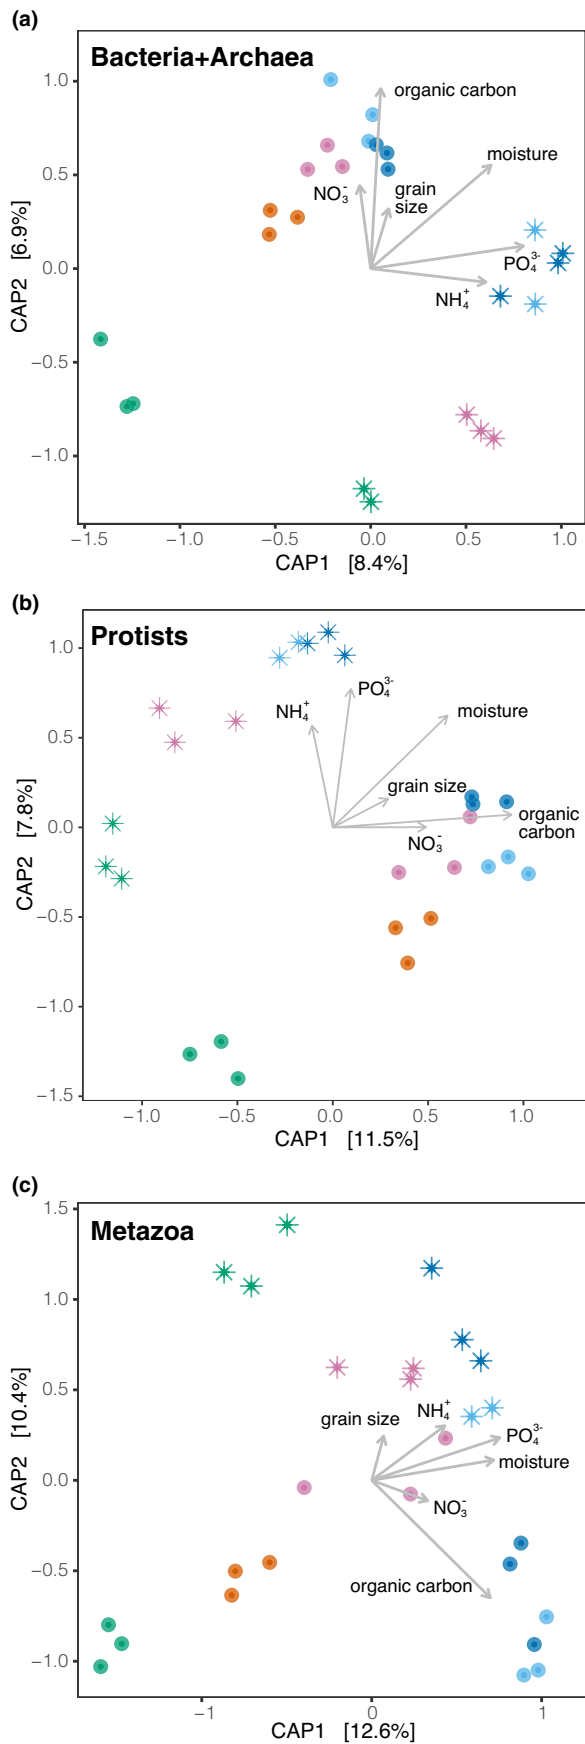 (a)
Bacteria+Archaea
1.0
organic carbon
moisture
0.5
NO₃⁻
grain
size
CAP2 [6.9%]
0.0
PO₄³⁻
NH₄⁺
−0.5
−1.0
−1.5
−1.0
−0.5
0.0
0.5
1.0
CAP1 [8.4%]
(b)
Protists
1.0
PO₄³⁻
NH₄⁺
moisture
0.5
grain size
CAP2 [7.8%]
0.0
organic
carbon
NO₃⁻
−0.5
−1.0
−1.5
−1.0
−0.5
0.0
0.5
1.0
CAP1 [11.5%]
(c)
1.5
Metazoa
1.0
0.5
grain size
NH₄⁺
PO₄³⁻
CAP2 [10.4%]
moisture
0.0
NO₃⁻
−0.5
organic carbon
−1.0
−1
0
1
CAP1 [12.6%]